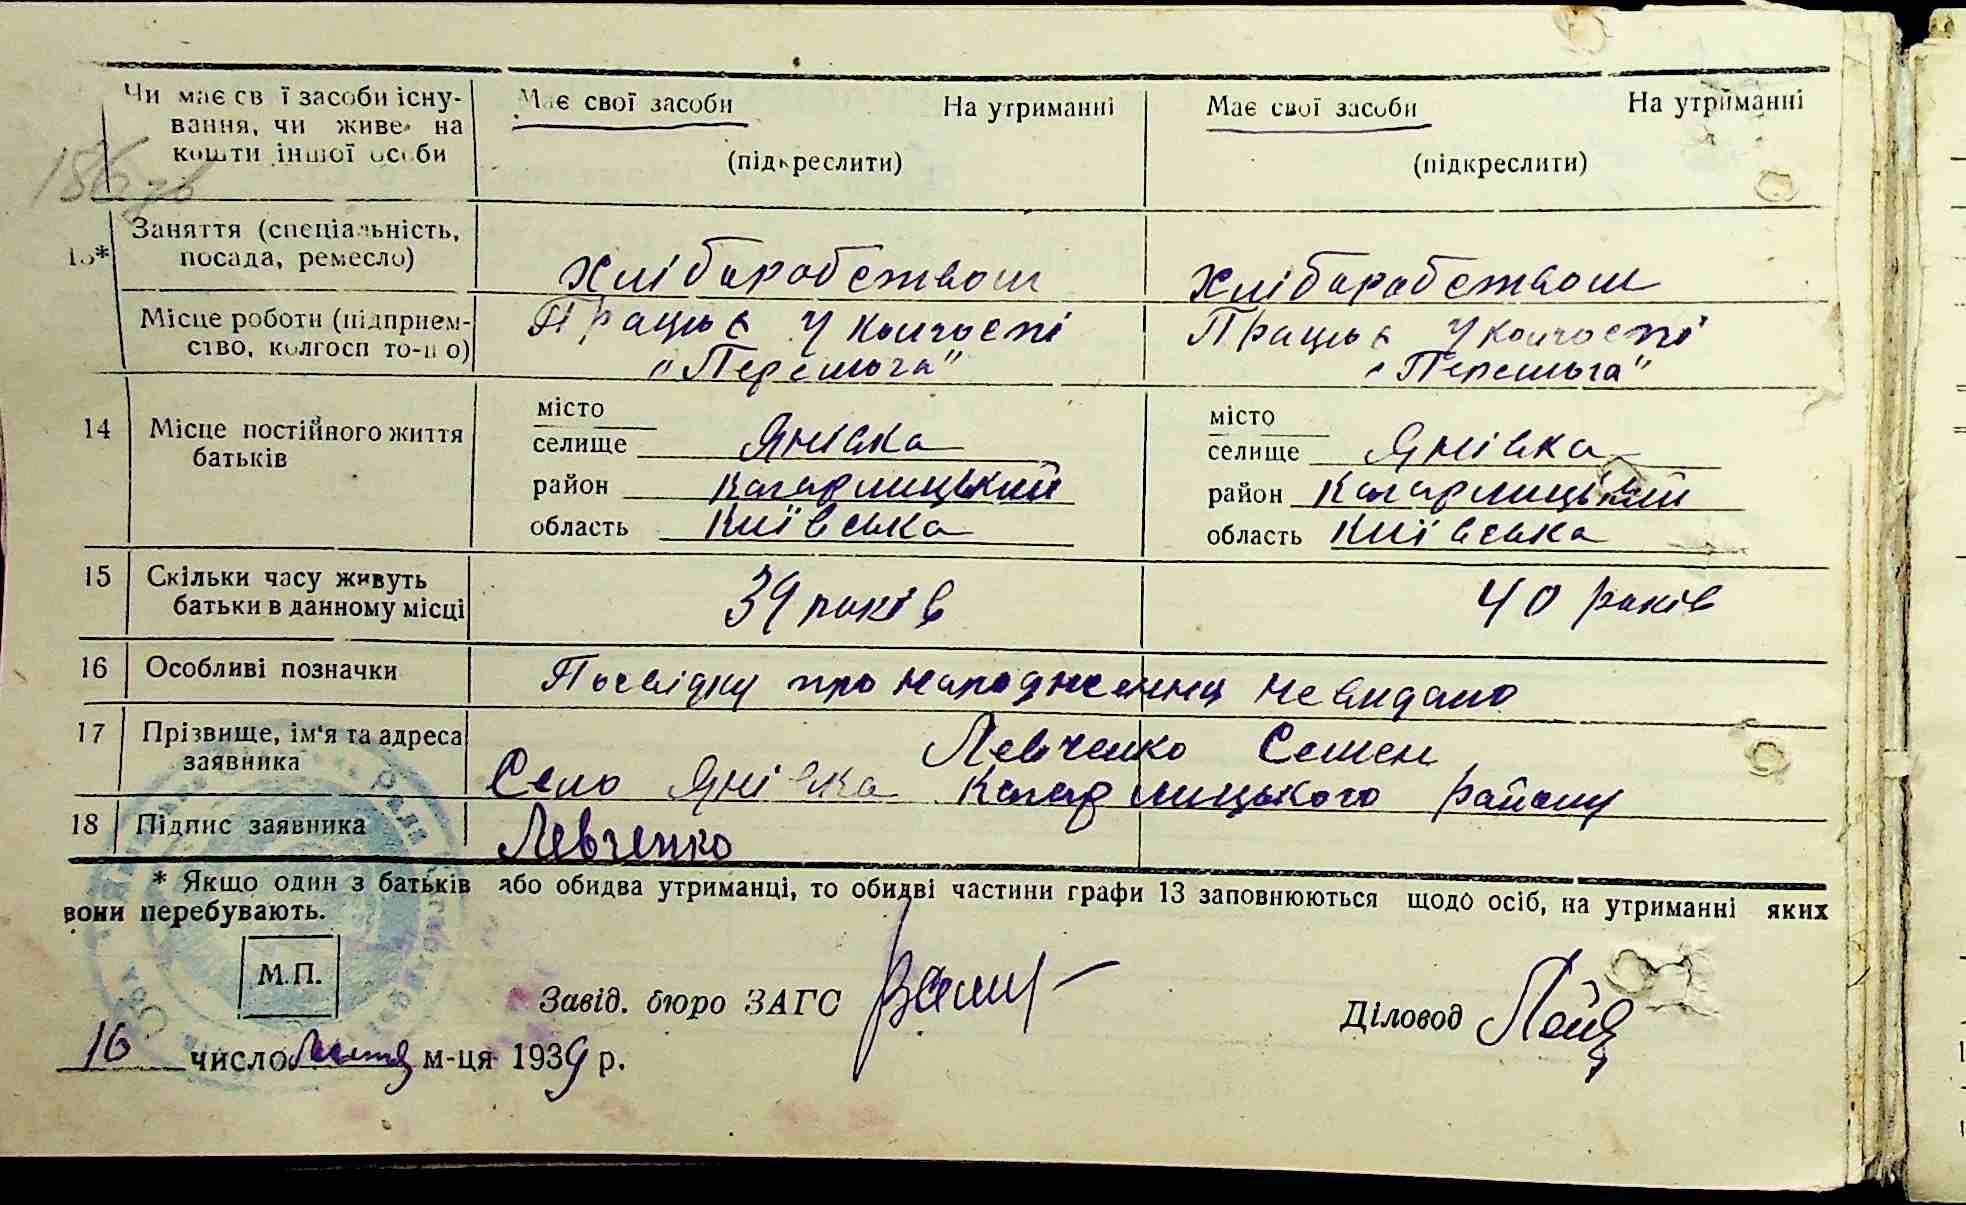 Чи має св ї засоби існу-
вання, чи живе на
кошти іншої особи
Має свої засоби На утриманні
(підкреслити)
Має свої засоби На утриманні
(підкреслити)
13*
Заняття (спеціальність,
посада, ремесло)
Хліборобством
Хліборобством
Місце роботи (підприєм-
ство, колгосп то-що)
Працює у колгоспі
„Перемога"
Працює у колгоспі
„Перемога"
14 Місце постійного життя
батьків
місто
селище Янівка
район Кагарлицький
область Київська
місто
селище Янівка
район Кагарлицький
область Київська
15 Скільки часу живуть
батьки в данному місці
39 років
40 років
16 Особливі позначки
Посвідку про народження не видано
17 Прізвище, ім'я та адреса
заявника
Левченко Семен
Село Янівка Кагарлицького району
18 Підпис заявника
Левченко
* Якщо один з батьків або обидва утриманці, то обидві частини графи 13 заповнюються щодо осіб, на утриманні яких
вони перебувають.
М.П.
Завід. бюро ЗАГС
Діловод
16 число м-ця 1939 р.